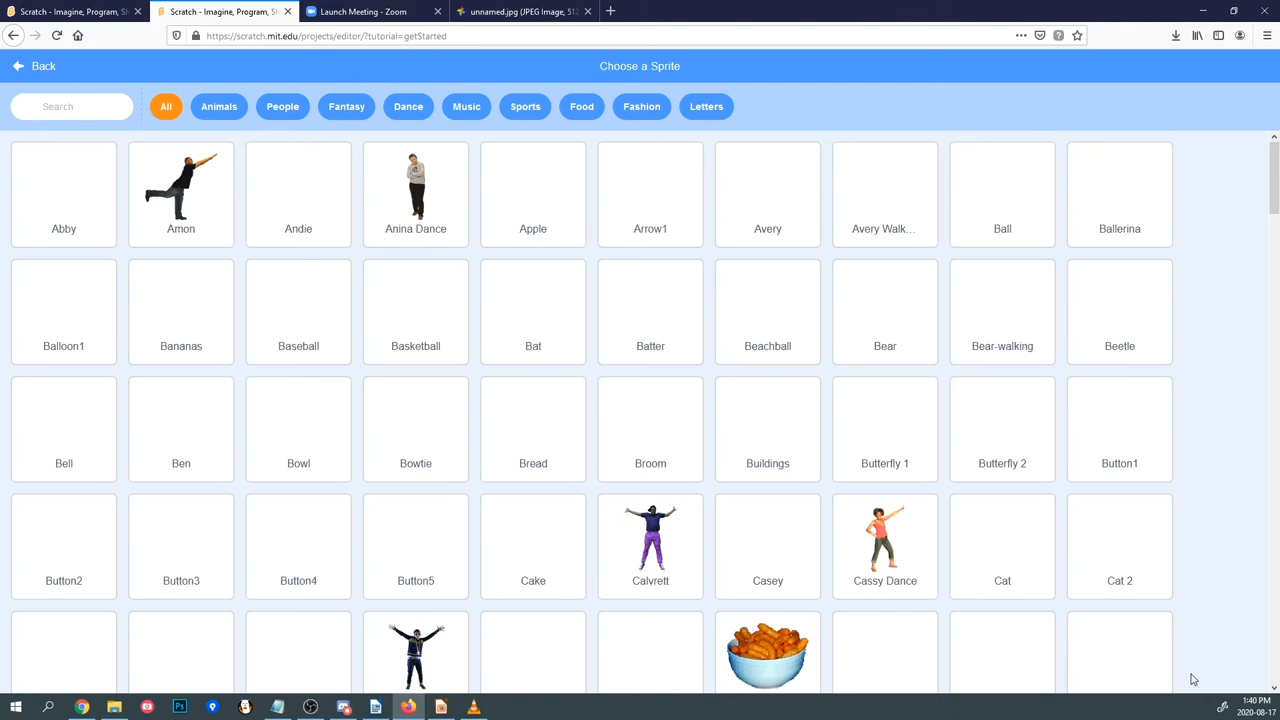 Scratch - Imagine, Program, Sh
Scratch - Imagine, Program, Sh
Launch Meeting - Zoom
unnamed.jpg (JPEG Image, 512
https://scratch.mit.edu/projects/editor/?tutorial=getStarted
Back
Choose a Sprite
Search
All
Animals
People
Fantasy
Dance
Music
Sports
Food
Fashion
Letters
Abby
Amon
Andie
Anina Dance
Apple
Arrow1
Avery
Avery Walk...
Ball
Ballerina
Balloon1
Bananas
Baseball
Basketball
Bat
Batter
Beachball
Bear
Bear-walking
Beetle
Bell
Ben
Bowl
Bowtie
Bread
Broom
Buildings
Butterfly 1
Butterfly 2
Button1
Button2
Button3
Button4
Button5
Cake
Calvrett
Casey
Cassy Dance
Cat
Cat 2
Ps
1:40 PM
2020-08-17